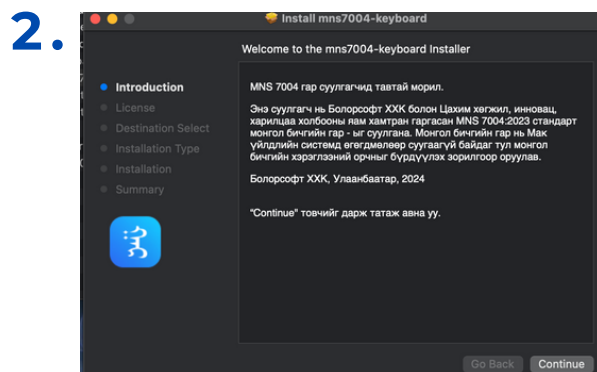 2.
Install mns7004-keyboard
Welcome to the mns7004-keyboard Installer
Introduction
License
Destination Select
Installation Type
Installation
Summary
MNS 7004 гар суулгагчид тавтай морил.
Энэ суулгагч нь Болорсофт ХХК болон Цахим хөгжил, инновац,
харилцаа холбооны яам хамтран гаргасан MNS 7004:2023 стандарт
монгол бичгийн гар - ыг суулгана. Монгол бичгийн гар нь Мак
үйлдлийн системд өгөгдмөлөөр суугаагүй байдаг тул монгол
бичгийн хэрэглээний орчныг бүрдүүлэх зорилгоор оруулав.
Болорсофт ХХК, Улаанбаатар, 2024
"Continue" товчийг дарж татаж авна уу.
Go Back
Continue